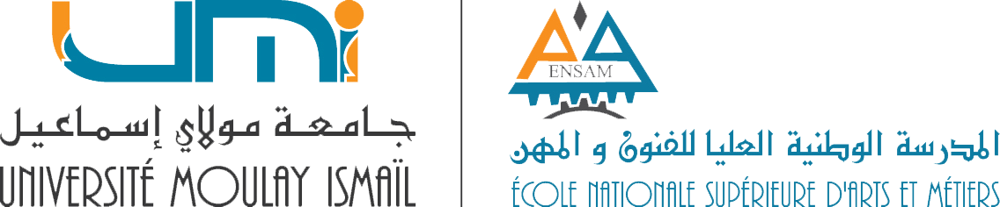 umi
جامعة مولاي إسماعيل
UNIVERSITÉ MOULAY ISMAÏL
ENSAM
المدرسة الوطنية العليا للفنون و المهن
ÉCOLE NATIONALE SUPÉRIEURE D'ARTS ET MÉTIERS